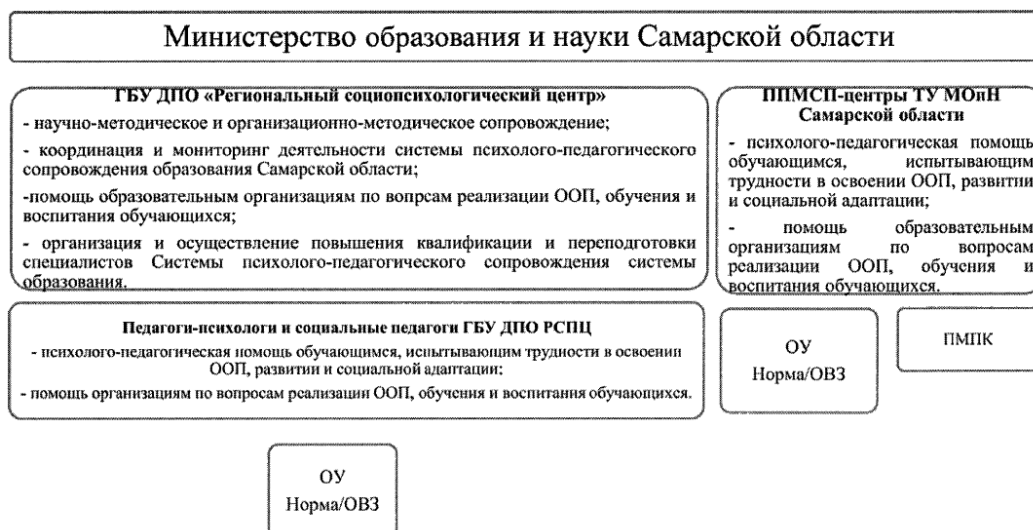 Министерство образования и науки Самарской области
ГБУ ДПО «Региональный социопсихологический центр»
- научно-методическое и организационно-методическое сопровождение;
- координация и мониторинг деятельности системы психолого-педагогического
сопровождения образования Самарской области;
-помощь образовательным организациям по вопрсам реализации ООП, обучения и
воспитания обучающихся;
- организация и осуществление повышения квалификации и переподготовки
специалистов Системы психолого-педагогического сопровождения системы
образования.
ППМСП-центры ТУ МОиН
Самарской области
- психолого-педагогическая помощь
обучающимся, испытывающим
трудности в освоении ООП, развитии
и социальной адаптации;
- помощь образовательным
организациям по вопросам
реализации ООП, обучения и
воспитания обучающихся.
Педагоги-психологи и социальные педагоги ГБУ ДПО РСПЦ
- психолого-педагогическая помощь обучающимся, испытывающим трудности в освоении
ООП, развитии и социальной адаптации;
- помощь организациям по вопросам реализации ООП, обучения и воспитания обучающихся.
ОУ
Норма/ОВЗ
ПМПК
ОУ
Норма/ОВЗ